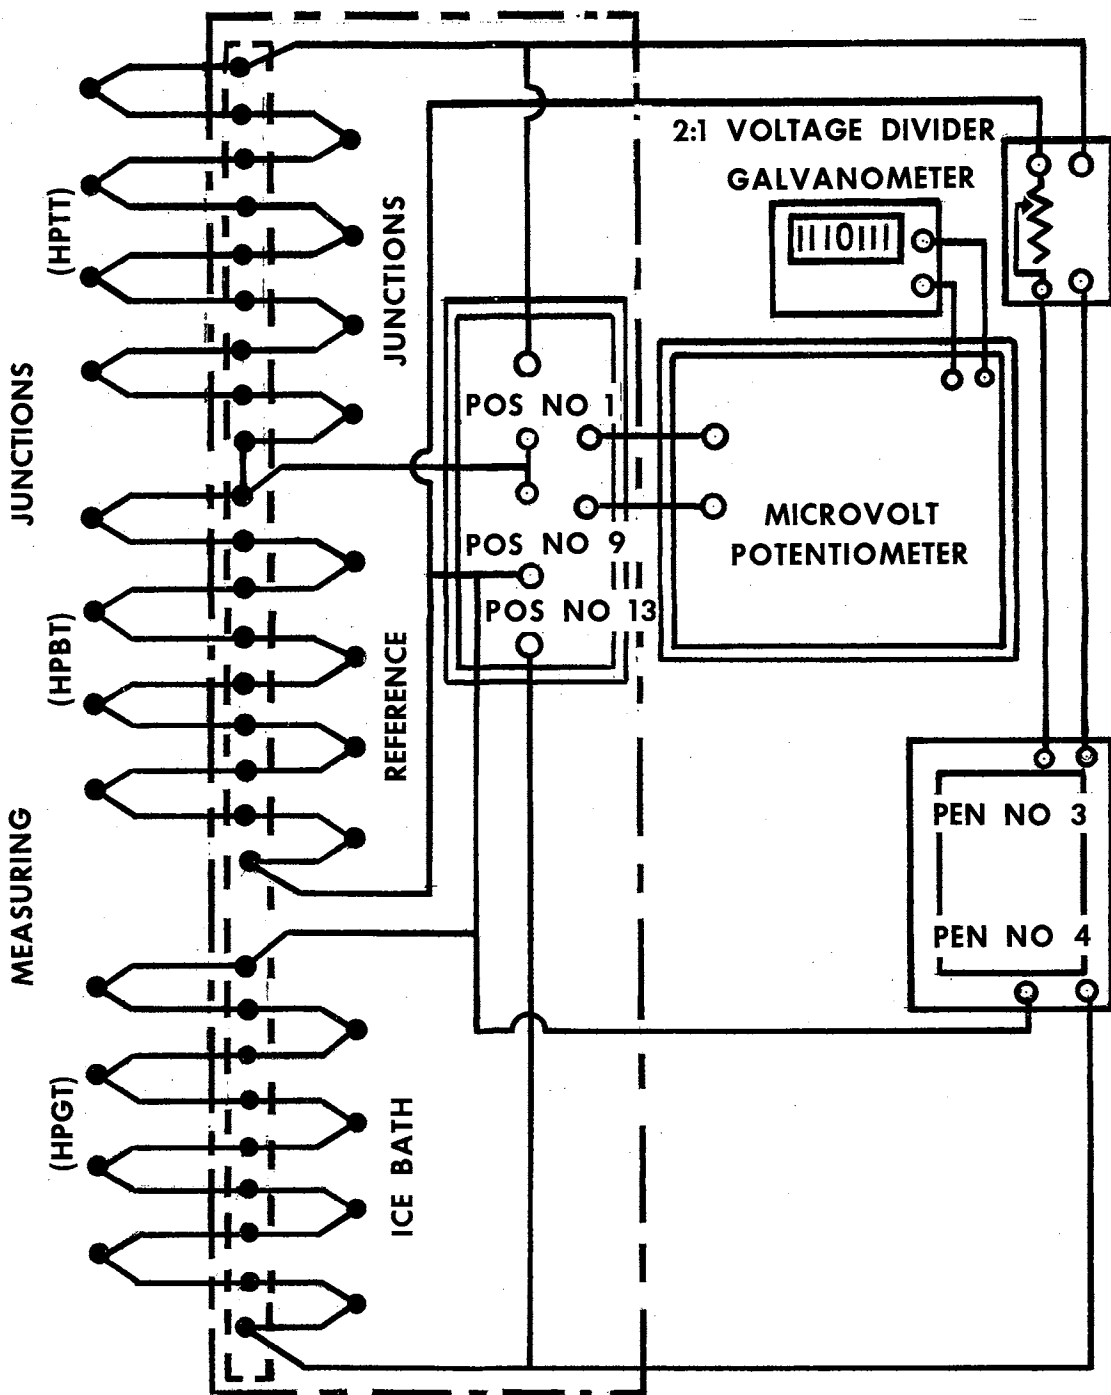 2:1 VOLTAGE DIVIDER
GALVANOMETER
1110111
(HPTT)
JUNCTIONS
JUNCTIONS
POS NO 1
POS NO 9
POS NO 13
MICROVOLT
POTENTIOMETER
(HPBT)
REFERENCE
MEASURING
PEN NO 3
PEN NO 4
(HPGT)
ICE BATH